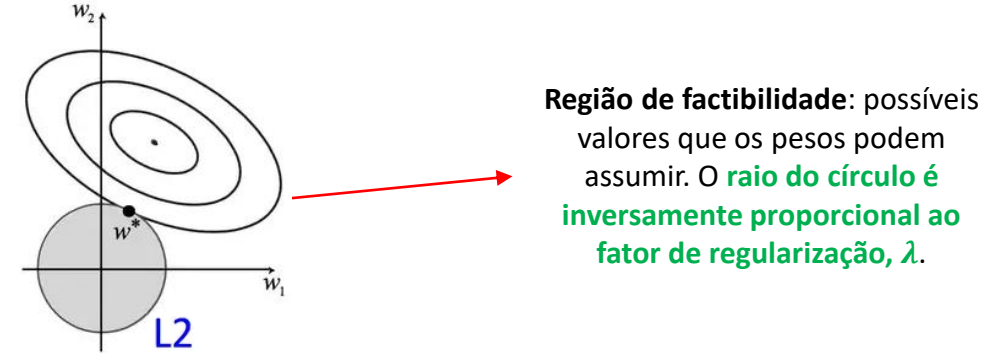 w₂
w*
w₁
L2
Região de factibilidade: possíveis
valores que os pesos podem
assumir. O raio do círculo é
inversamente proporcional ao
fator de regularização, λ.